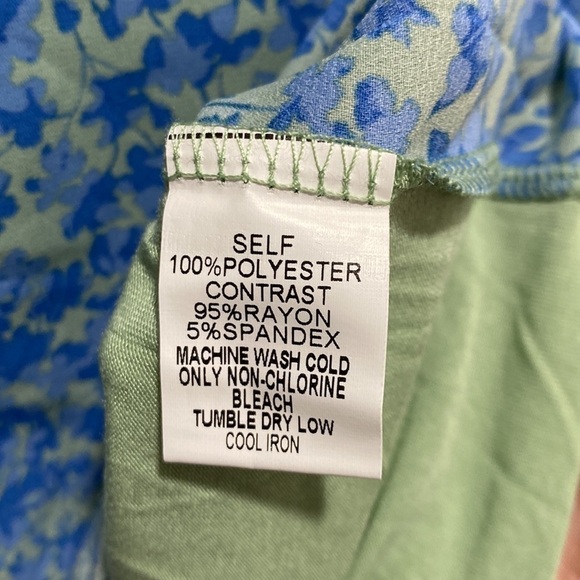 SELF
100%POLYESTER
CONTRAST
95%RAYON
5%SPANDEX
MACHINE WASH COLD
ONLY NON-CHLORINE
BLEACH
TUMBLE DRY LOW
COOL IRON